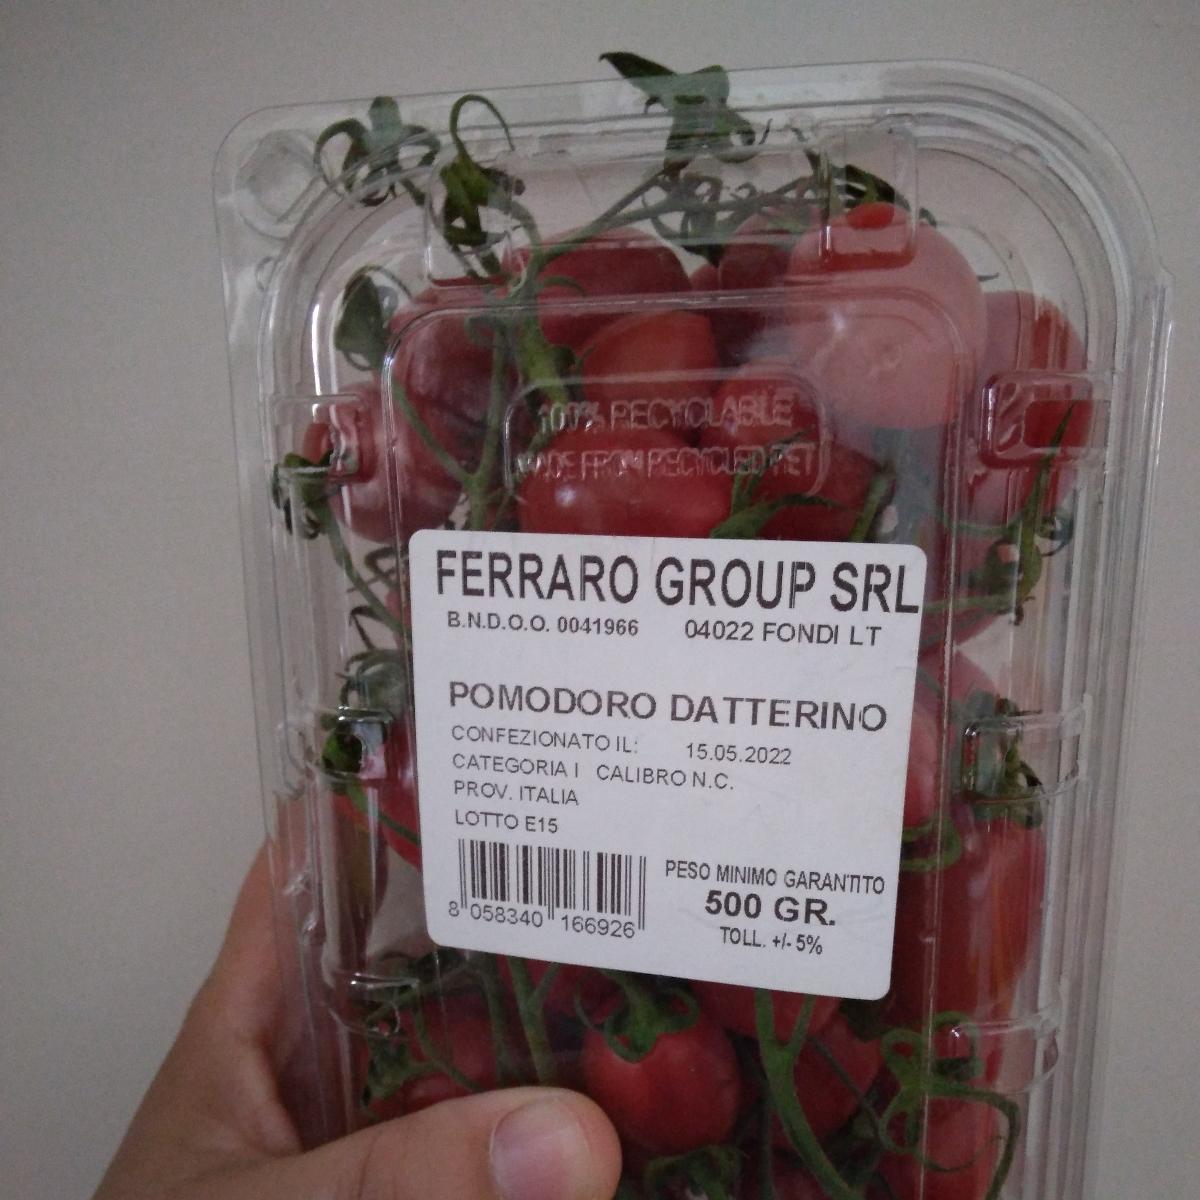 100% RECYCLABLE
MADE FROM RECYCLED PET
FERRARO GROUP SRL
B.N.D.O.O. 0041966 04022 FONDI LT
POMODORO DATTERINO
CONFEZIONATO IL: 15.05.2022
CATEGORIA I CALIBRO N.C.
PROV. ITALIA
LOTTO E15
PESO MINIMO GARANTITO
500 GR.
TOLL. +/- 5%
8 058340 166926